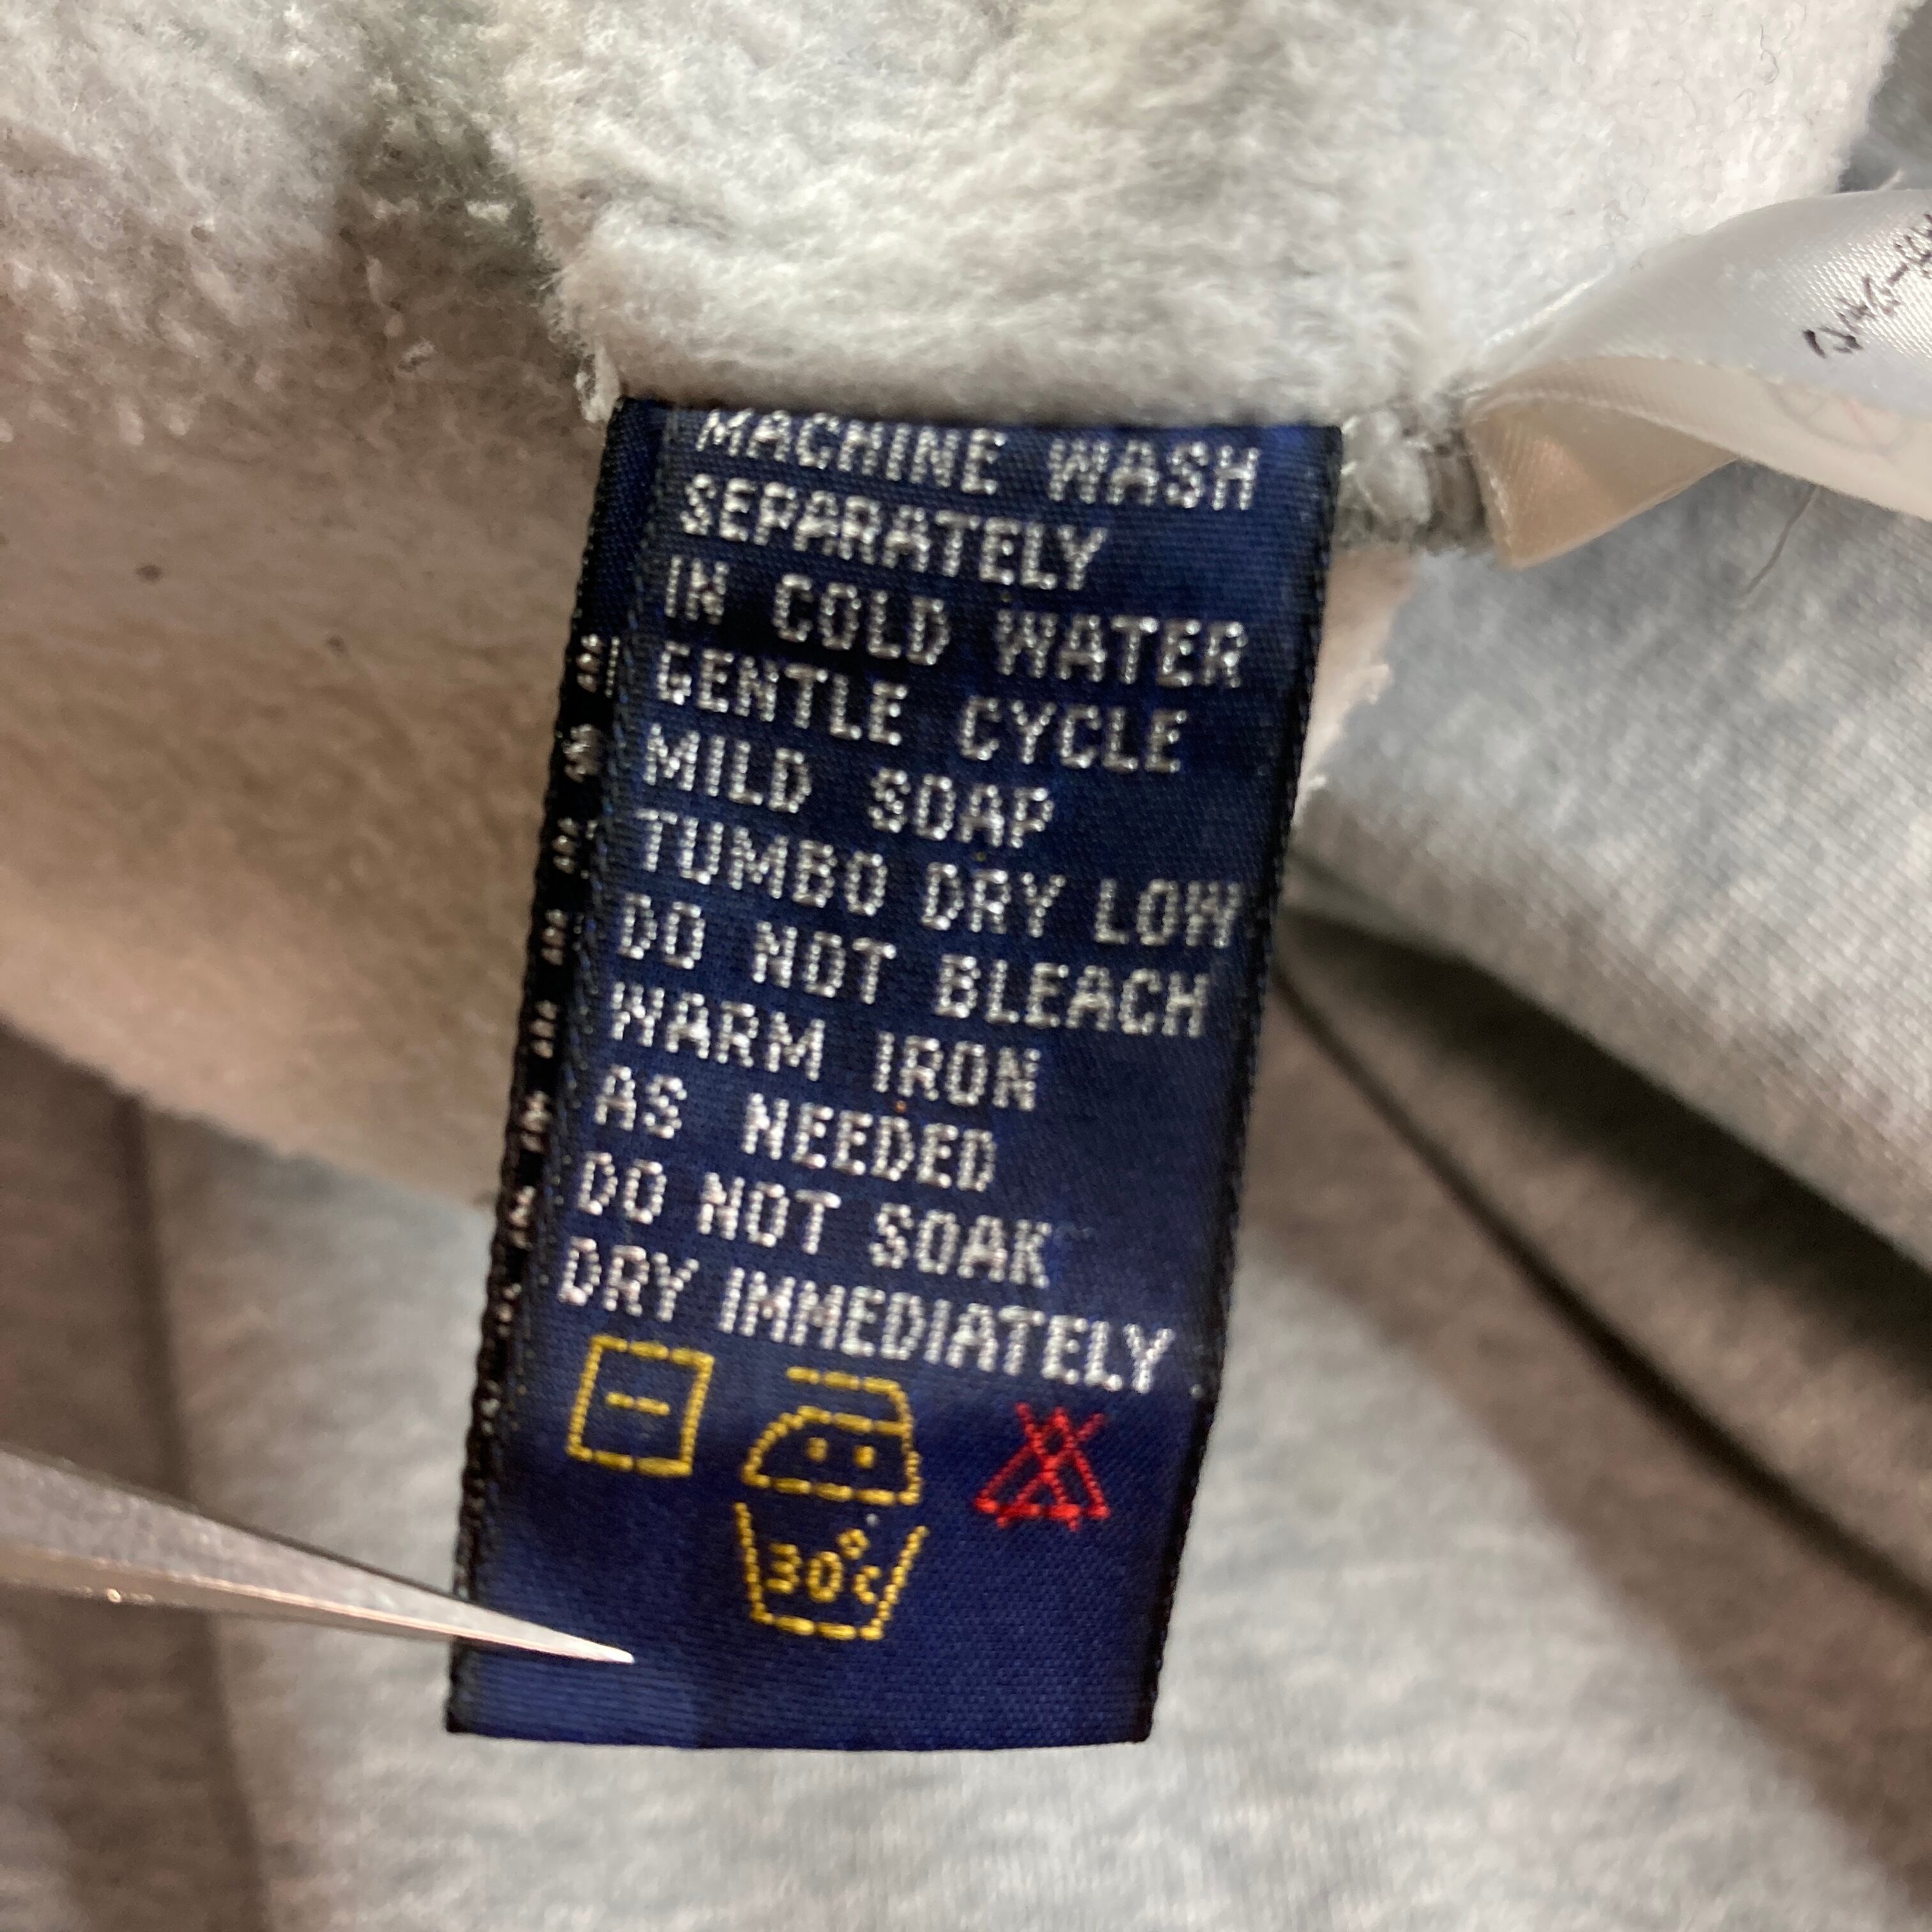 MACHINE WASH
SEPARATELY
IN COLD WATER
GENTLE CYCLE
MILD SOAP
TUMBO DRY LOW
DO NOT BLEACH
WARM IRON
AS NEEDED
DO NOT SOAK
DRY IMMEDIATELY
30°C